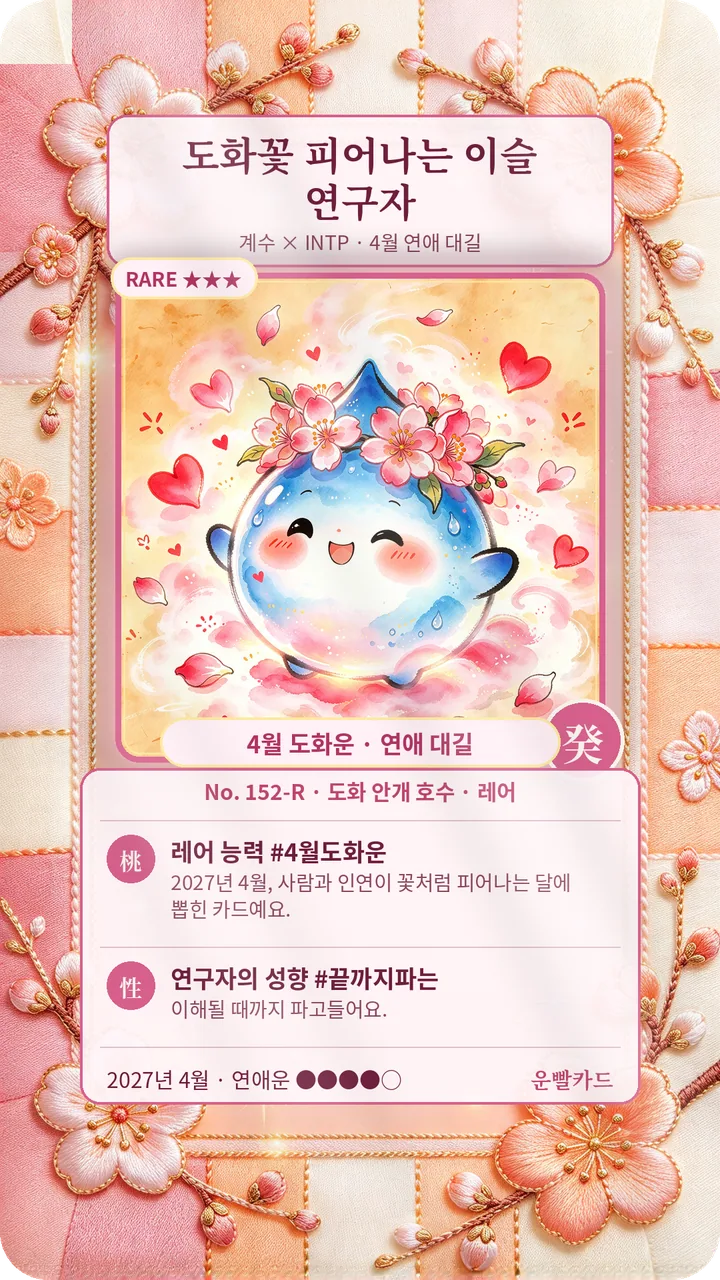 도화꽃 피어나는 이슬
연구자
계수 × INTP · 4월 연애 대길
RARE ★★★
4월 도화운 · 연애 대길
癸
No. 152-R · 도화 안개 호수 · 레어
桃
레어 능력 #4월도화운
2027년 4월, 사람과 인연이 꽃처럼 피어나는 달에
뽑힌 카드예요.
性
연구자의 성향 #끝까지파는
이해될 때까지 파고들어요.
2027년 4월 · 연애운 ●●●●○
운빨카드